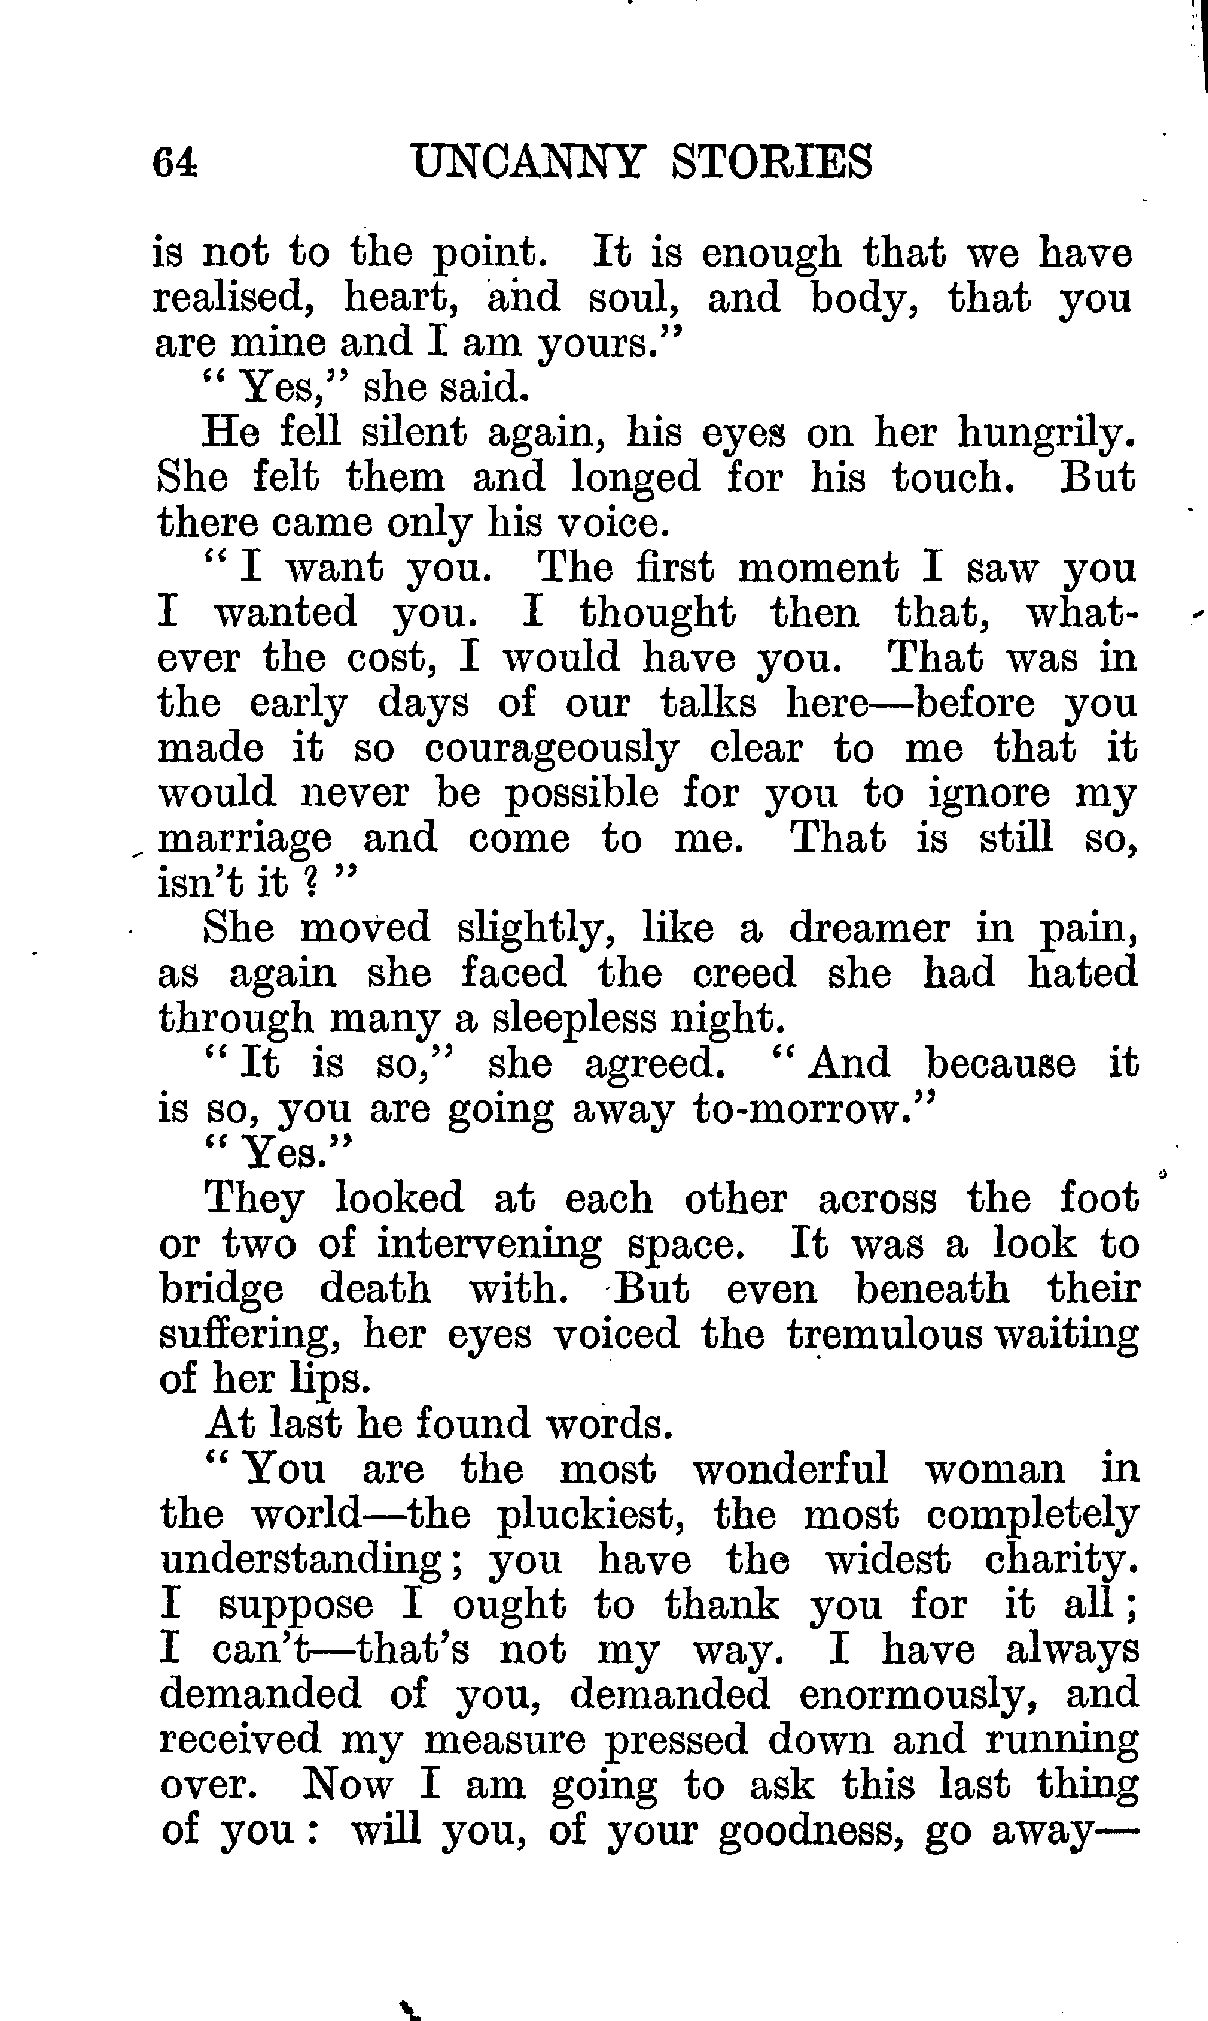 64 UNCANNY STORIES
is not to the point. It is enough that we have
realised, heart, and soul, and body, that you
are mine and I am yours."
" Yes," she said.
He fell silent again, his eyes on her hungrily.
She felt them and longed for his touch. But
there came only his voice.
" I want you. The first moment I saw you
I wanted you. I thought then that, what-
ever the cost, I would have you. That was in
the early days of our talks here—before you
made it so courageously clear to me that it
would never be possible for you to ignore my
marriage and come to me. That is still so,
isn't it ? "
She moved slightly, like a dreamer in pain,
as again she faced the creed she had hated
through many a sleepless night.
" It is so," she agreed. " And because it
is so, you are going away to-morrow."
" Yes."
They looked at each other across the foot
or two of intervening space. It was a look to
bridge death with. But even beneath their
suffering, her eyes voiced the tremulous waiting
of her lips.
At last he found words.
" You are the most wonderful woman in
the world—the pluckiest, the most completely
understanding ; you have the widest charity.
I suppose I ought to thank you for it all ;
I can't—that's not my way. I have always
demanded of you, demanded enormously, and
received my measure pressed down and running
over. Now I am going to ask this last thing
of you : will you, of your goodness, go away—